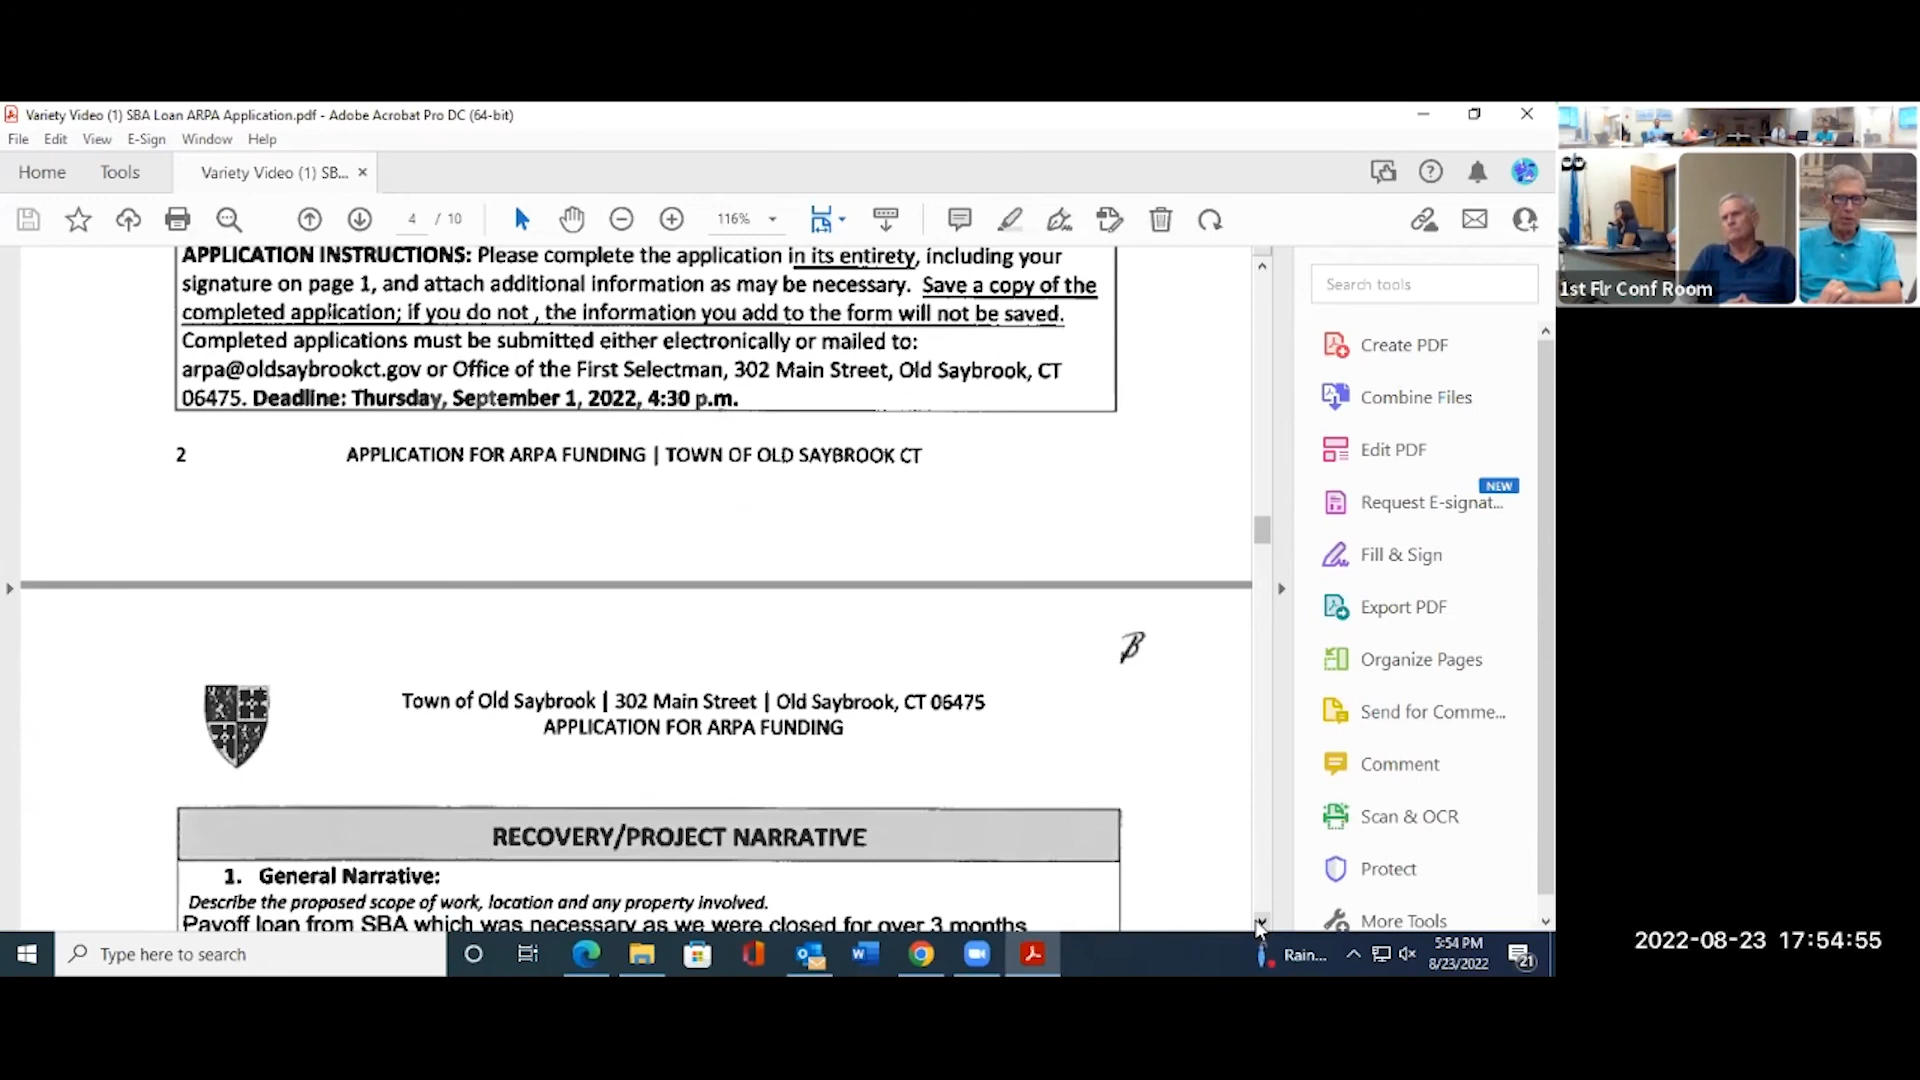 Variety Video (1) SBA Loan ARPA Application.pdf - Adobe Acrobat Pro DC (64-bit)
File Edit View E-Sign Window Help
Home Tools Variety Video (1) SB... ×
4 / 10 116%
APPLICATION INSTRUCTIONS: Please complete the application in its entirety, including your
signature on page 1, and attach additional information as may be necessary. Save a copy of the
completed application; if you do not , the information you add to the form will not be saved.
Completed applications must be submitted either electronically or mailed to:
arpa@oldsaybrookct.gov or Office of the First Selectman, 302 Main Street, Old Saybrook, CT
06475. Deadline: Thursday, September 1, 2022, 4:30 p.m.
2 APPLICATION FOR ARPA FUNDING | TOWN OF OLD SAYBROOK CT
B
Town of Old Saybrook | 302 Main Street | Old Saybrook, CT 06475
APPLICATION FOR ARPA FUNDING
RECOVERY/PROJECT NARRATIVE
1. General Narrative:
Describe the proposed scope of work, location and any property involved.
Payoff loan from SBA which was necessary as we were closed for over 3 months
Search tools
Create PDF
Combine Files
Edit PDF
NEW
Request E-signat...
Fill & Sign
Export PDF
Organize Pages
Send for Comme...
Comment
Scan & OCR
Protect
More Tools
1st Flr Conf Room
Type here to search
Rain...
5:54 PM
8/23/2022
21
2022-08-23 17:54:55